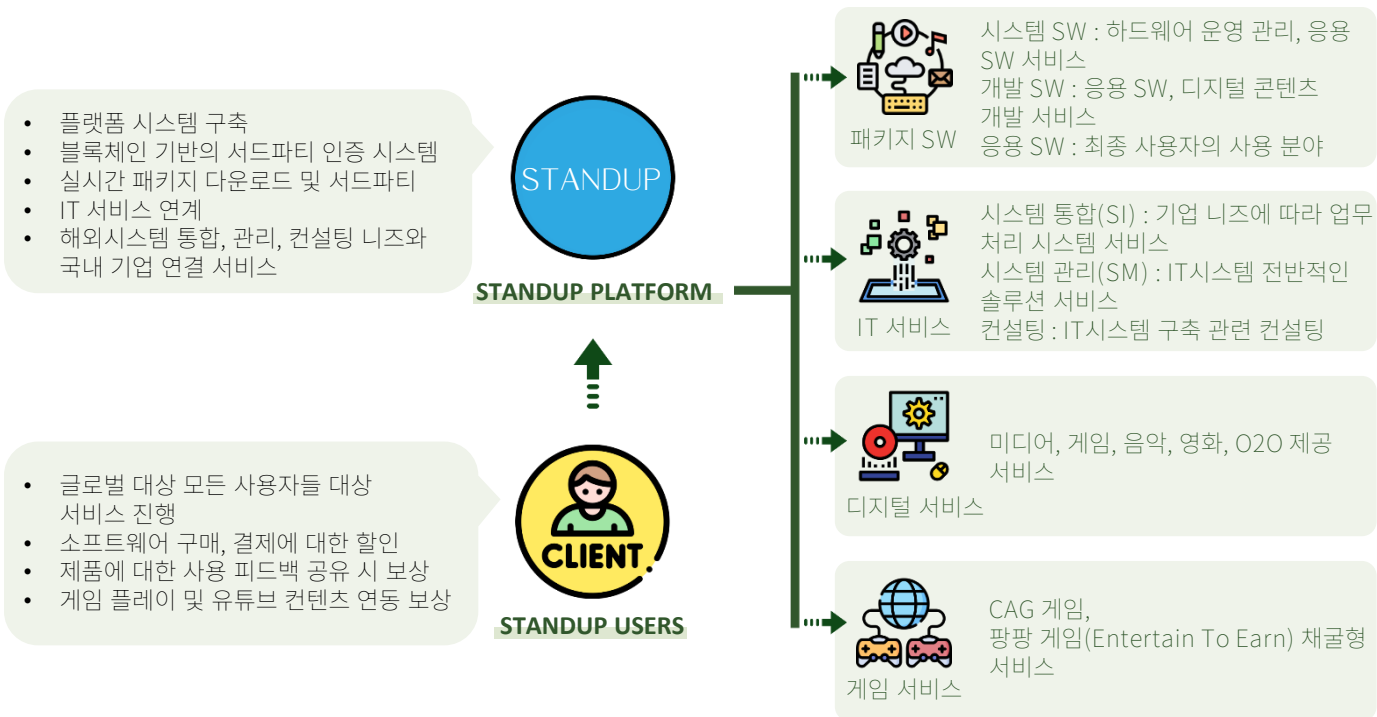 • 플랫폼 시스템 구축
• 블록체인 기반의 서드파티 인증 시스템
• 실시간 패키지 다운로드 및 서드파티
• IT 서비스 연계
• 해외시스템 통합, 관리, 컨설팅 니즈와
국내 기업 연결 서비스
STANDUP
STANDUP PLATFORM
• 글로벌 대상 모든 사용자들 대상
서비스 진행
• 소프트웨어 구매, 결제에 대한 할인
• 제품에 대한 사용 피드백 공유 시 보상
• 게임 플레이 및 유튜브 컨텐츠 연동 보상
CLIENT
STANDUP USERS
패키지 SW
시스템 SW : 하드웨어 운영 관리, 응용
SW 서비스
개발 SW : 응용 SW, 디지털 콘텐츠
개발 서비스
응용 SW : 최종 사용자의 사용 분야
IT 서비스
시스템 통합(SI) : 기업 니즈에 따라 업무
처리 시스템 서비스
시스템 관리(SM) : IT시스템 전반적인
솔루션 서비스
컨설팅 : IT시스템 구축 관련 컨설팅
디지털 서비스
미디어, 게임, 음악, 영화, O2O 제공
서비스
게임 서비스
CAG 게임,
팡팡 게임(Entertain To Earn) 채굴형
서비스